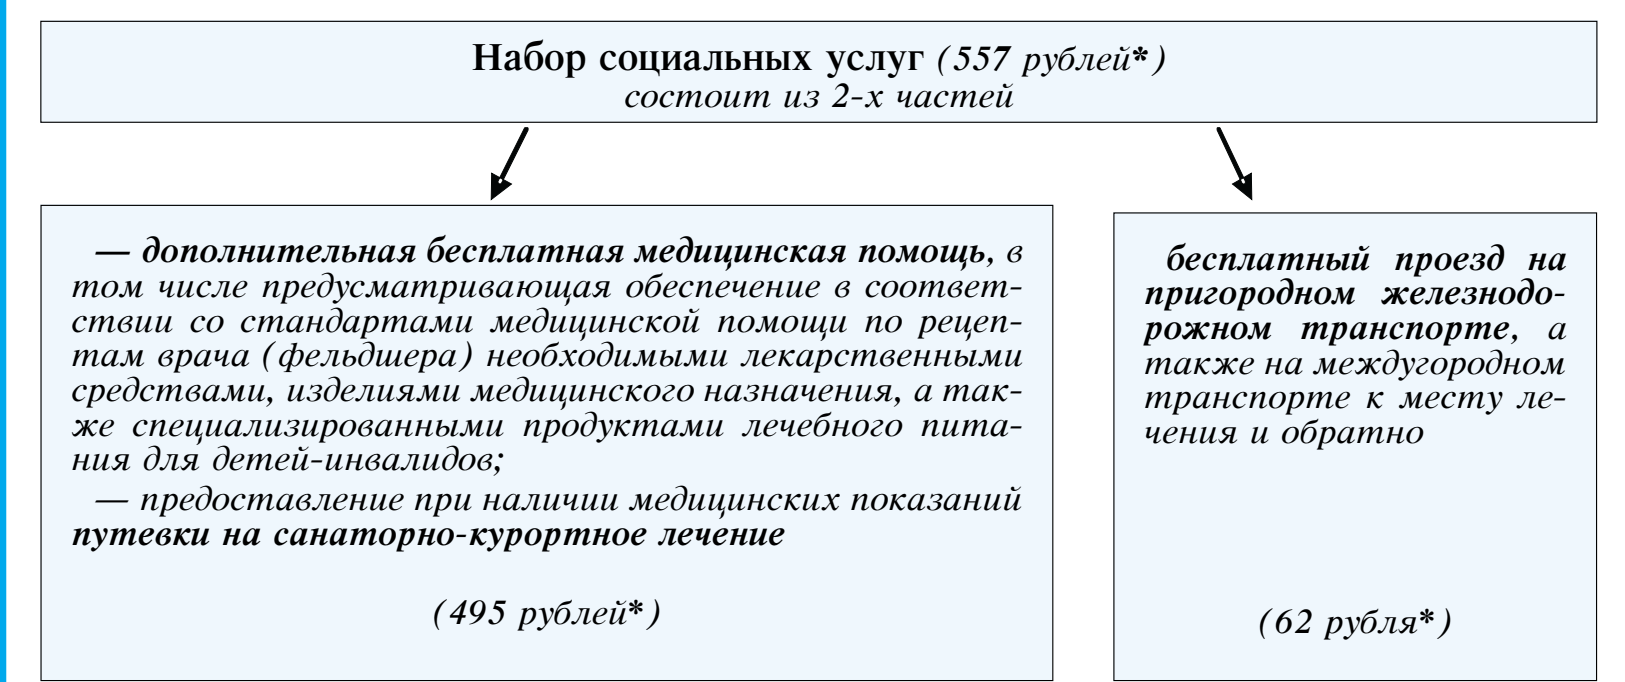 Набор социальных услуг (557 рублей*)
состоит из 2-х частей
— дополнительная бесплатная медицинская помощь, в
том числе предусматривающая обеспечение в соответ-
ствии со стандартами медицинской помощи по рецеп-
там врача (фельдшера) необходимыми лекарственными
средствами, изделиями медицинского назначения, а так-
же специализированными продуктами лечебного пита-
ния для детей-инвалидов;
— предоставление при наличии медицинских показаний
путевки на санаторно-курортное лечение
(495 рублей*)
бесплатный проезд на
пригородном железнодо-
рожном транспорте, а
также на междугородном
транспорте к месту ле-
чения и обратно
(62 рубля*)